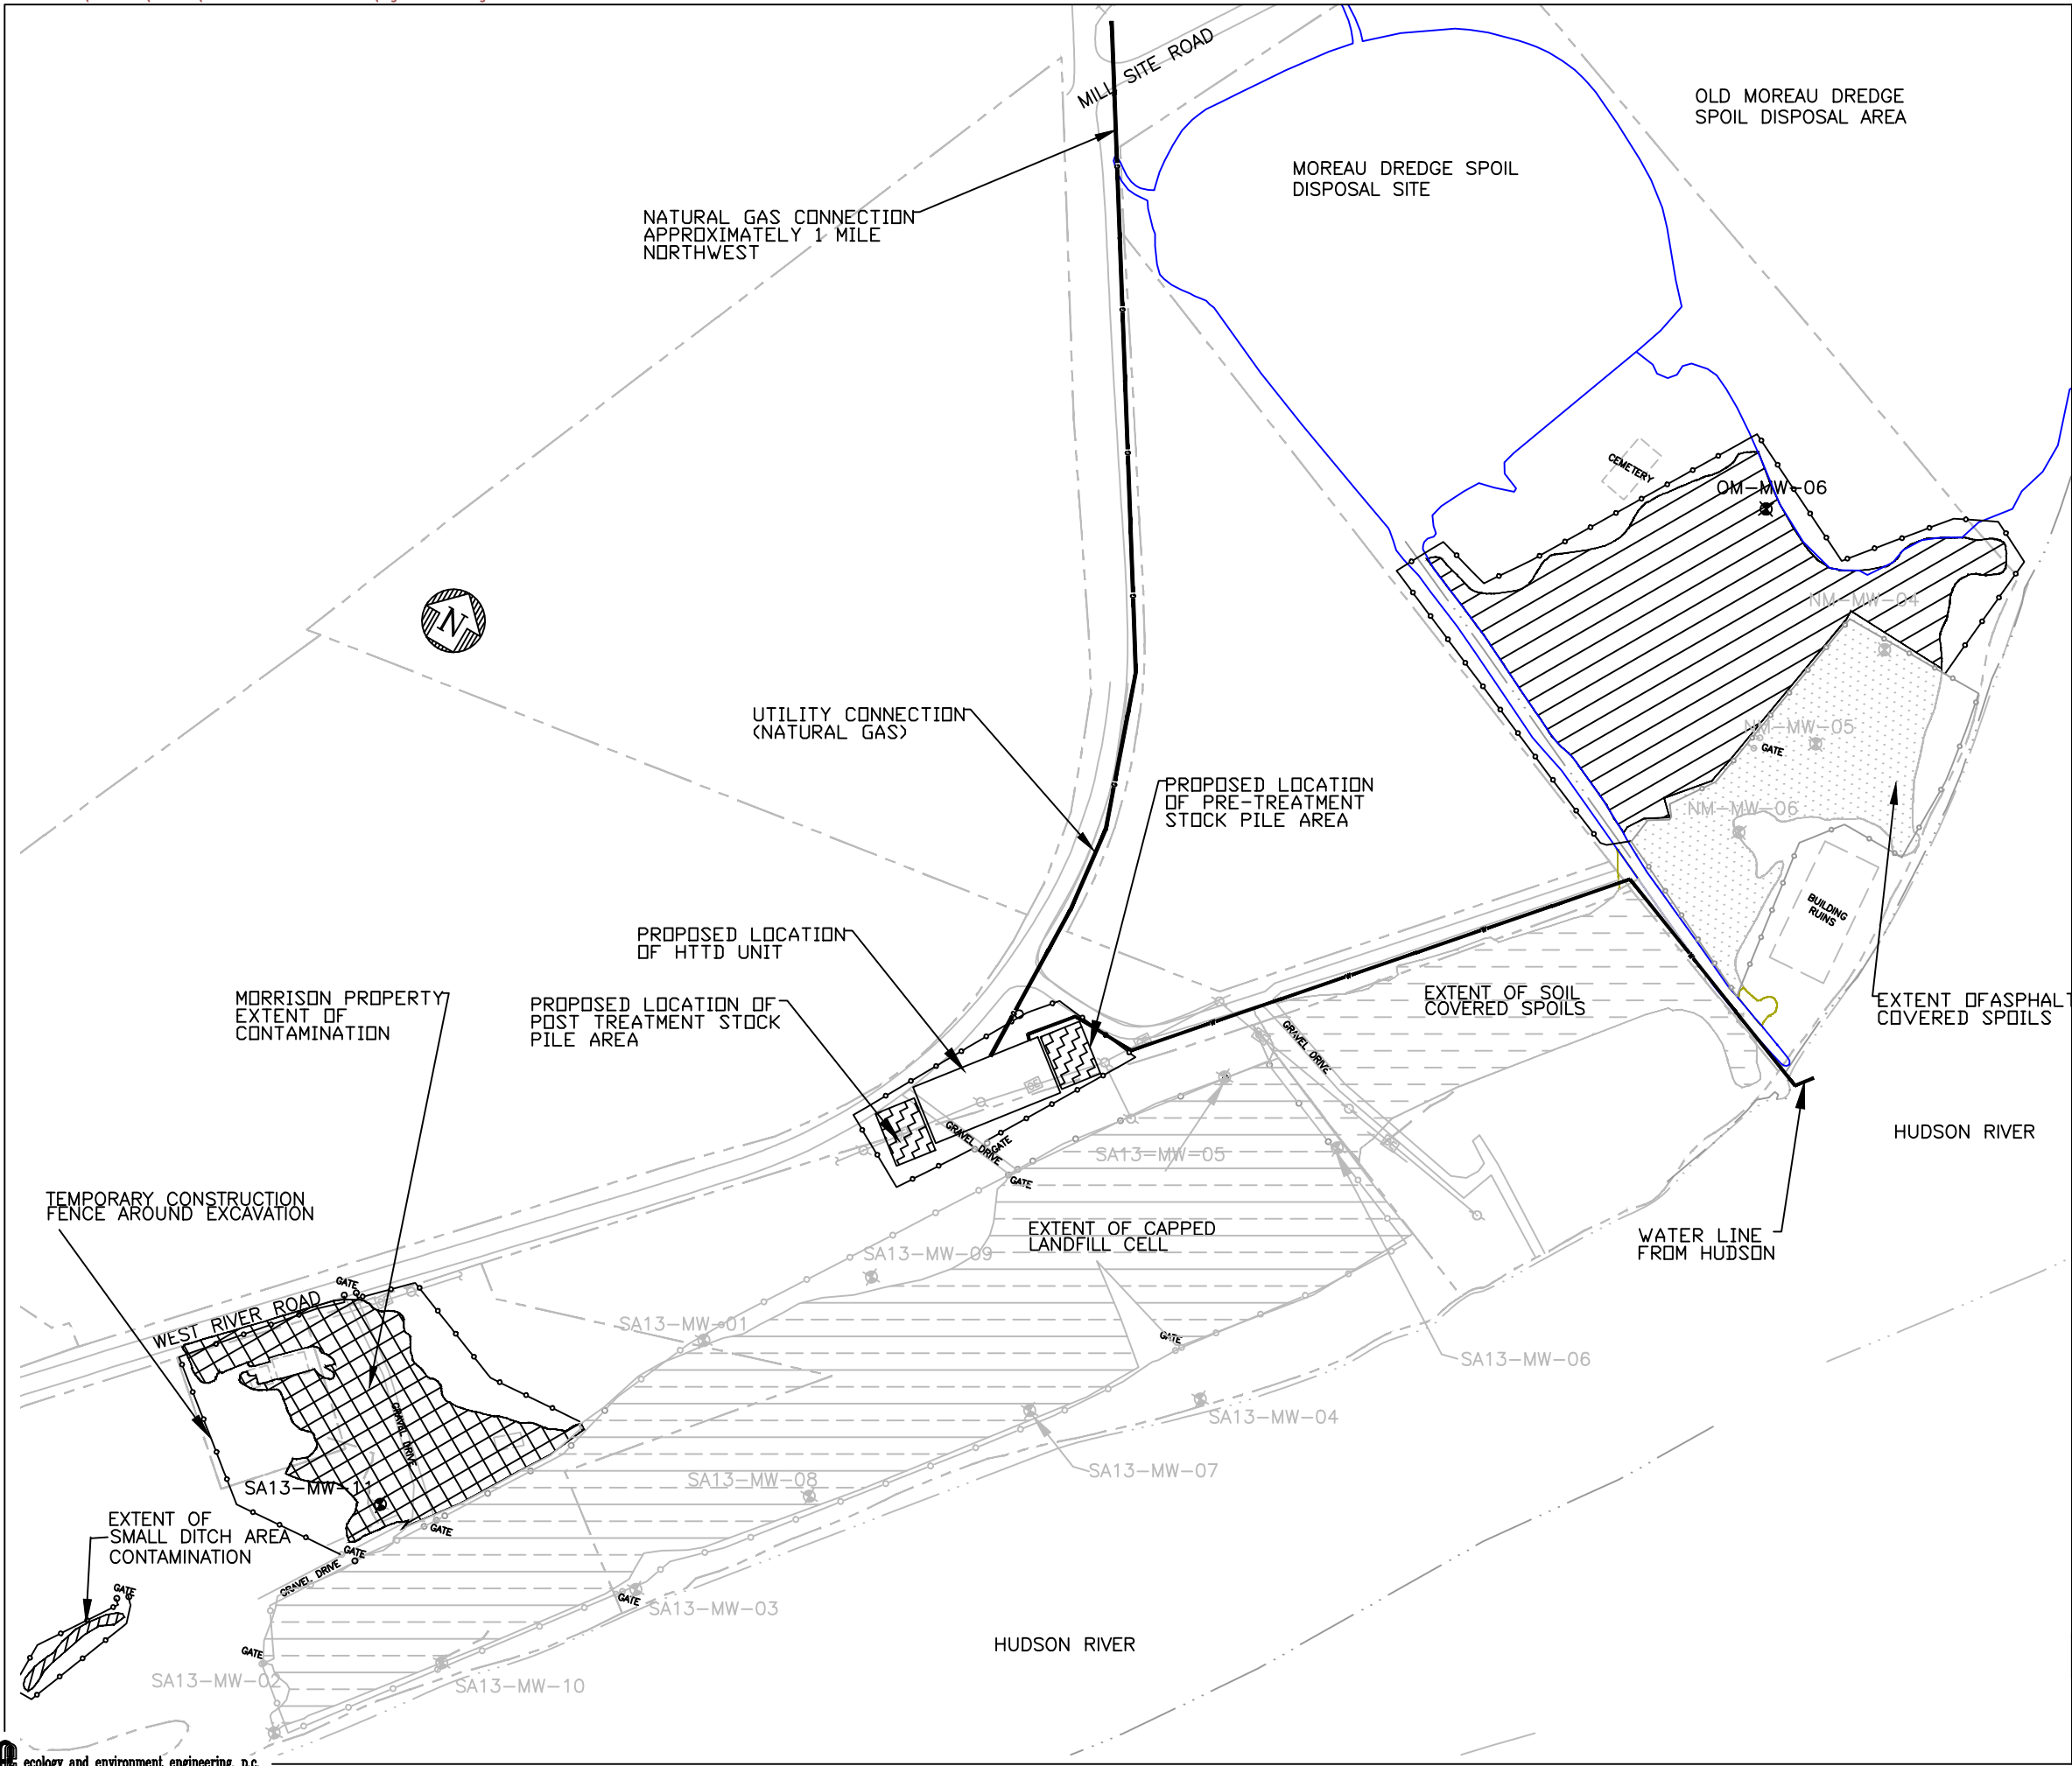 MILL SITE ROAD
OLD MOREAU DREDGE
SPOIL DISPOSAL AREA
MOREAU DREDGE SPOIL
DISPOSAL SITE
NATURAL GAS CONNECTION
APPROXIMATELY 1 MILE
NORTHWEST
CEMETERY
OM-MW-06
N
NM-MW-04
UTILITY CONNECTION
(NATURAL GAS)
NM-MW-05
GATE
PROPOSED LOCATION
OF PRE-TREATMENT
STOCK PILE AREA
NM-MW-06
BUILDING
RUINS
PROPOSED LOCATION
OF HTTD UNIT
MORRISON PROPERTY
EXTENT OF
CONTAMINATION
PROPOSED LOCATION OF
POST TREATMENT STOCK
PILE AREA
EXTENT OF SOIL
COVERED SPOILS
EXTENT OFASPHALT
COVERED SPOILS
GRAVEL DRIVE
HUDSON RIVER
GRAVEL DRIVE
GATE
SA13-MW-05
GATE
TEMPORARY CONSTRUCTION
FENCE AROUND EXCAVATION
EXTENT OF CAPPED
LANDFILL CELL
WATER LINE
FROM HUDSON
SA13-MW-09
GATE
WEST RIVER ROAD
SA13-MW-01
GATE
SA13-MW-06
GRAVEL DRIVE
SA13-MW-04
SA13-MW-07
SA13-MW-08
SA13-MW-11
EXTENT OF
SMALL DITCH AREA
CONTAMINATION
GATE
GATE
GRAVEL DRIVE
GATE
GATE
SA13-MW-03
HUDSON RIVER
GATE
SA13-MW-02
SA13-MW-10
ecology and environment engineering, p.c.